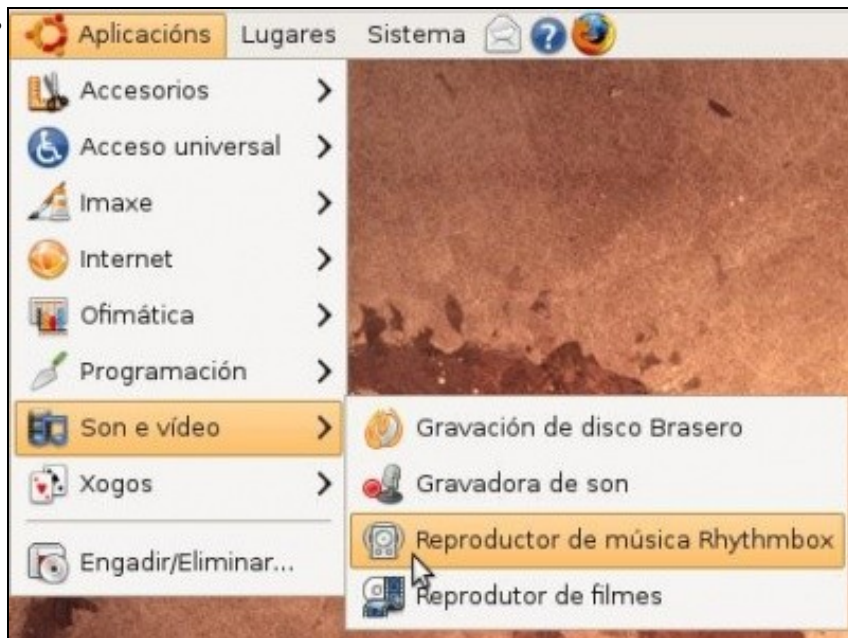 Aplicacións Lugares Sistema
Accesorios
Acceso universal
Imaxe
Internet
Ofimática
Programación
Son e vídeo
Xogos
Engadir/Eliminar...
Gravación de disco Brasero
Gravadora de son
Reproductor de música Rhythmbox
Reprodutor de filmes